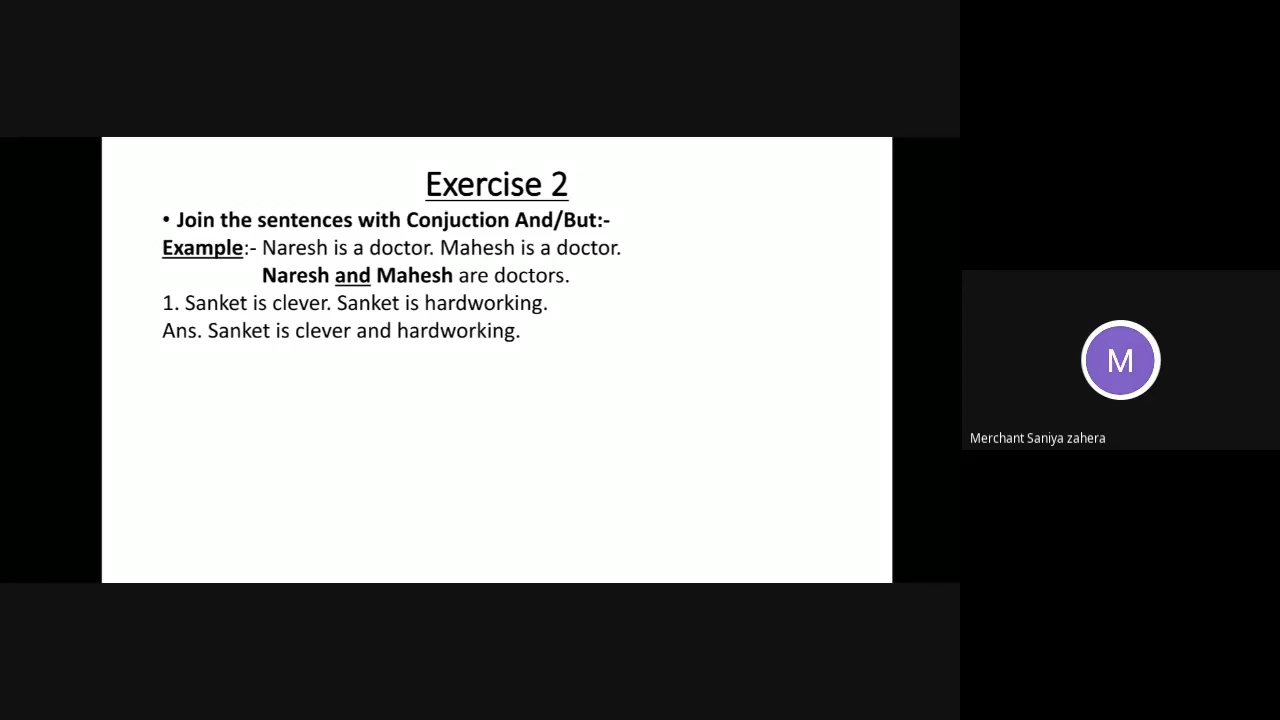 Exercise 2
• Join the sentences with Conjuction And/But:-
Example:- Naresh is a doctor. Mahesh is a doctor.
Naresh and Mahesh are doctors.
1. Sanket is clever. Sanket is hardworking.
Ans. Sanket is clever and hardworking.
M
Merchant Saniya zahera